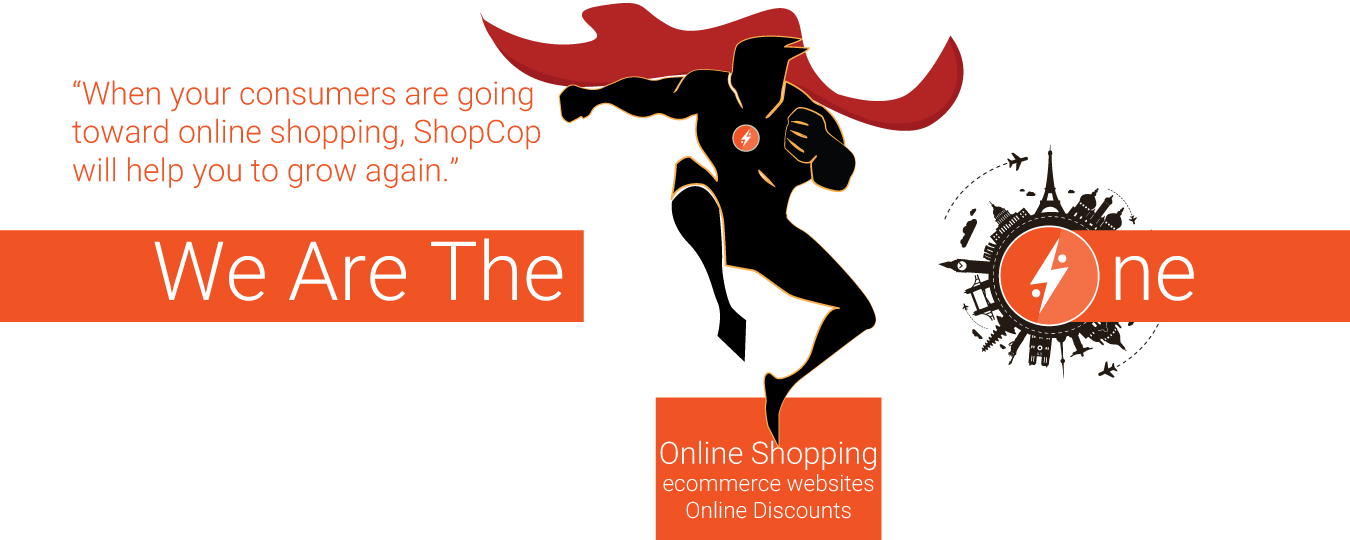 “When your consumers are going
toward online shopping, ShopCop
will help you to grow again.”
We Are The
ne
Online Shopping
ecommerce websites
Online Discounts